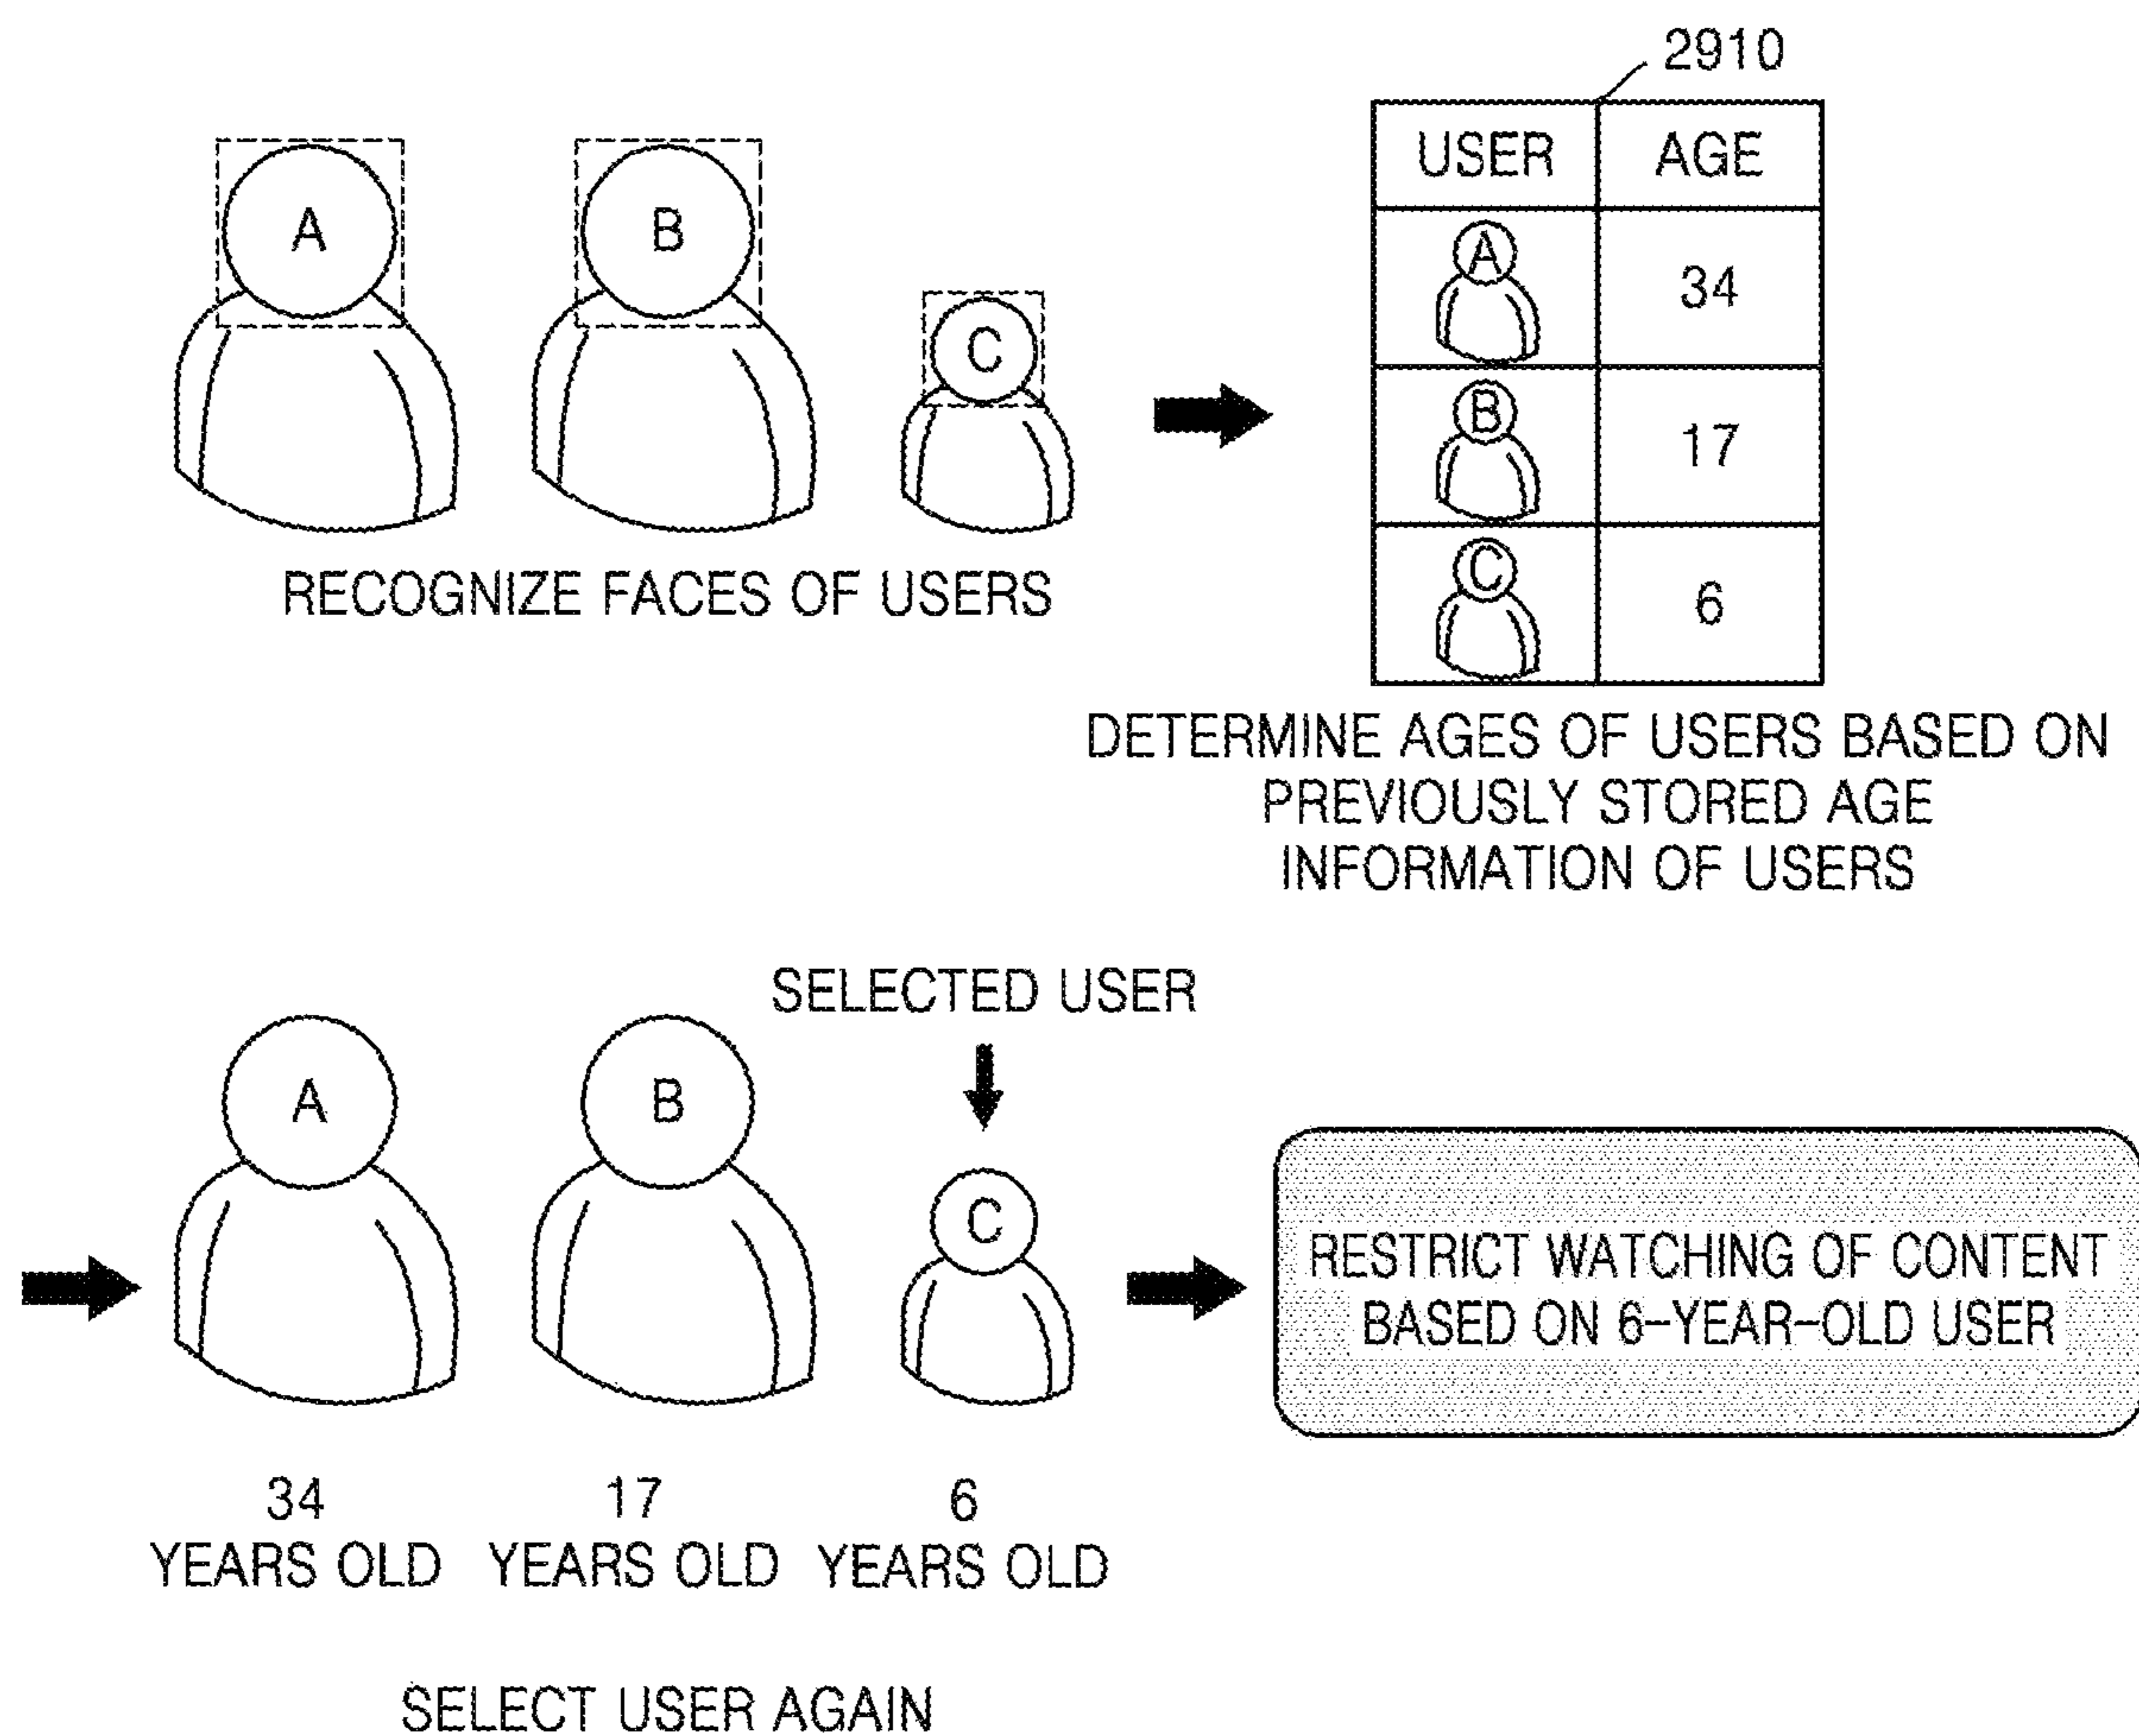 2910
A
B
C
USER AGE
A 34
B 17
C 6
RECOGNIZE FACES OF USERS
DETERMINE AGES OF USERS BASED ON
PREVIOUSLY STORED AGE
INFORMATION OF USERS
SELECTED USER
A
B
C
RESTRICT WATCHING OF CONTENT
BASED ON 6-YEAR-OLD USER
34
YEARS OLD
17
YEARS OLD
6
YEARS OLD
SELECT USER AGAIN